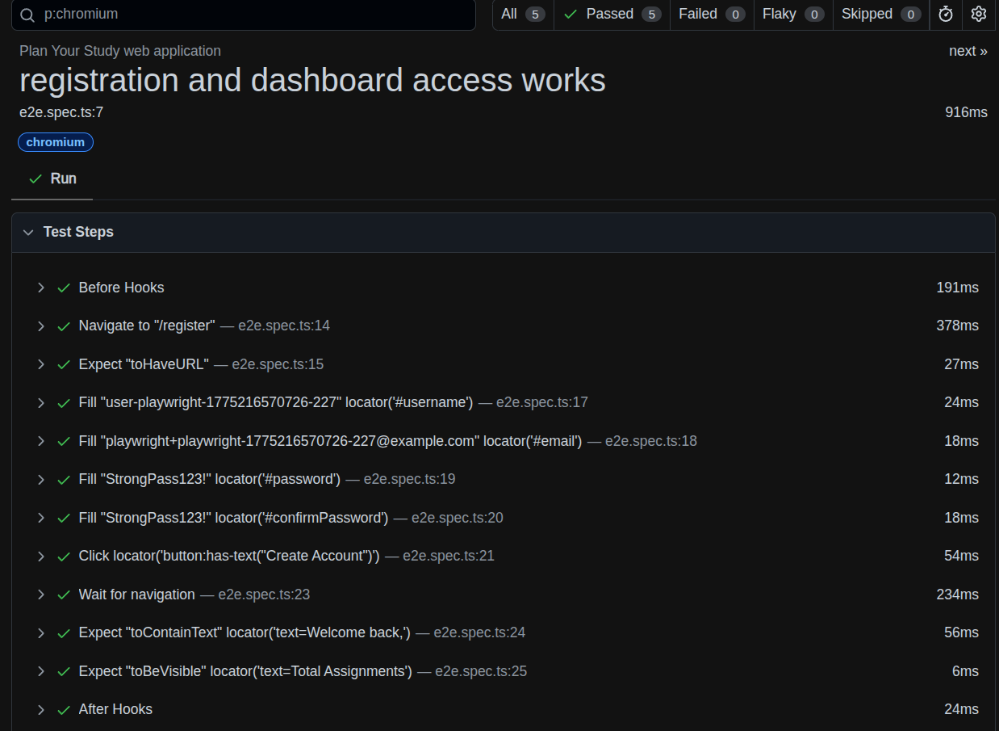 p:chromium
All 5 Passed 5 Failed 0 Flaky 0 Skipped 0
Plan Your Study web application next »
registration and dashboard access works
e2e.spec.ts:7 916ms
chromium
Run
Test Steps
Before Hooks 191ms
Navigate to "/register" — e2e.spec.ts:14 378ms
Expect "toHaveURL" — e2e.spec.ts:15 27ms
Fill "user-playwright-1775216570726-227" locator('#username') — e2e.spec.ts:17 24ms
Fill "playwright+playwright-1775216570726-227@example.com" locator('#email') — e2e.spec.ts:18 18ms
Fill "StrongPass123!" locator('#password') — e2e.spec.ts:19 12ms
Fill "StrongPass123!" locator('#confirmPassword') — e2e.spec.ts:20 18ms
Click locator('button:has-text("Create Account")') — e2e.spec.ts:21 54ms
Wait for navigation — e2e.spec.ts:23 234ms
Expect "toContainText" locator('text=Welcome back,') — e2e.spec.ts:24 56ms
Expect "toBeVisible" locator('text=Total Assignments') — e2e.spec.ts:25 6ms
After Hooks 24ms